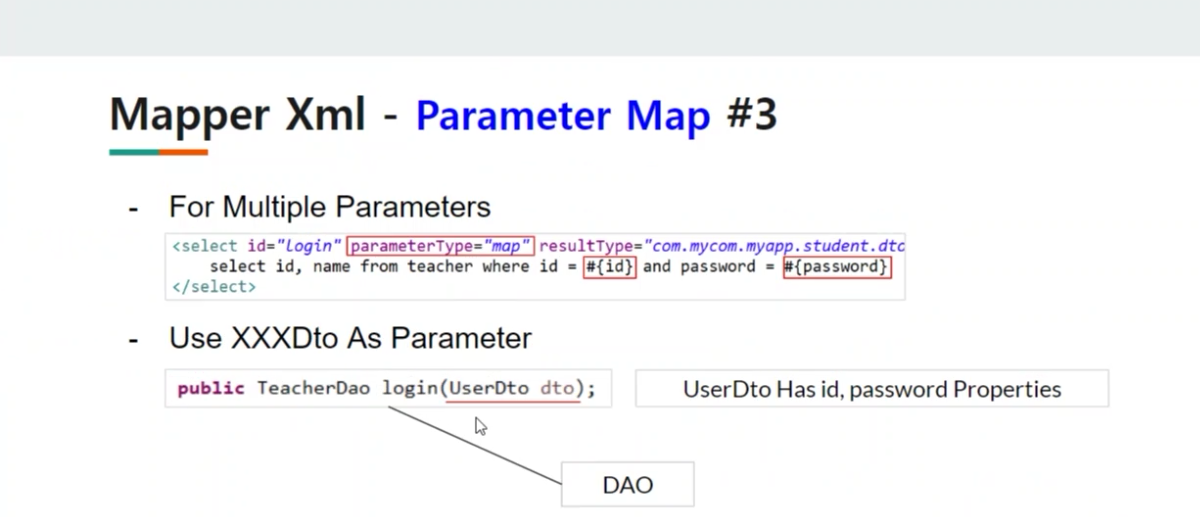 Mapper Xml - Parameter Map #3
- For Multiple Parameters
<select id="login" parameterType="map" resultType="com.mycom.myapp.student.dto
select id, name from teacher where id = #{id} and password = #{password}
</select>
- Use XXXDto As Parameter
public TeacherDao login(UserDto dto);
UserDto Has id, password Properties
DAO